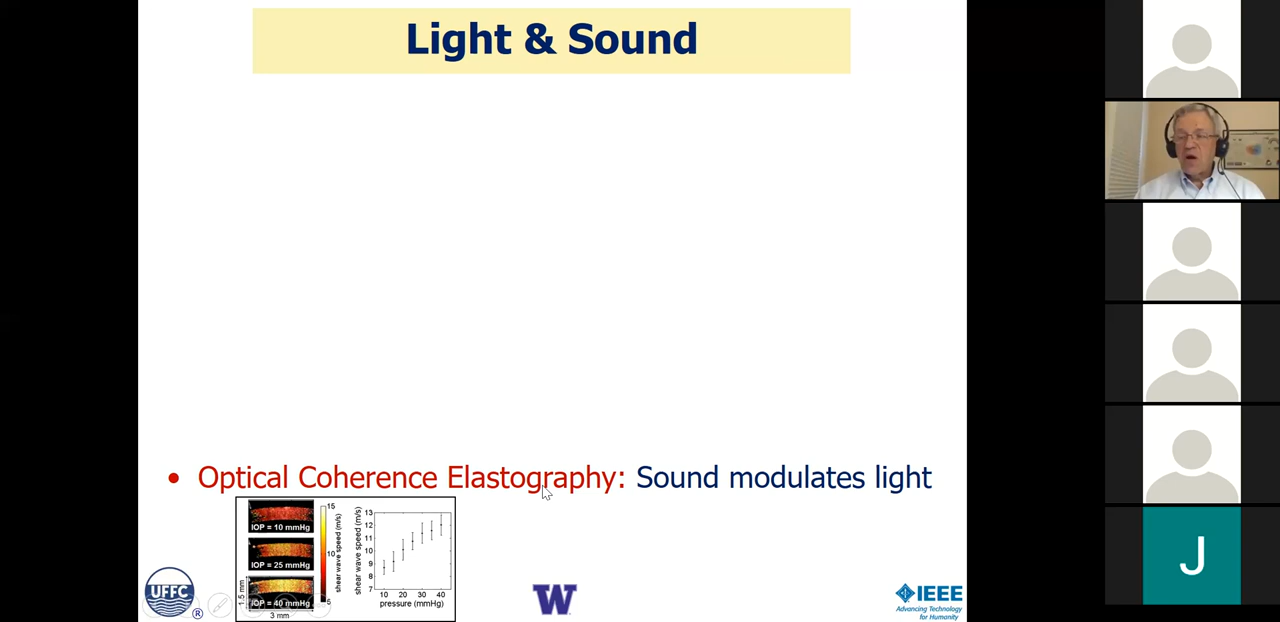 Light & Sound
• Optical Coherence Elastography: Sound modulates light
IOP = 10 mmHg
IOP = 25 mmHg
IOP = 40 mmHg
1.5 mm
3 mm
15
10
5
shear wave speed (m/s)
shear wave speed (m/s)
13
12
11
10
9
8
7
10 20 30 40
pressure (mmHg)
UFFC
®
W
IEEE
Advancing Technology
for Humanity
J